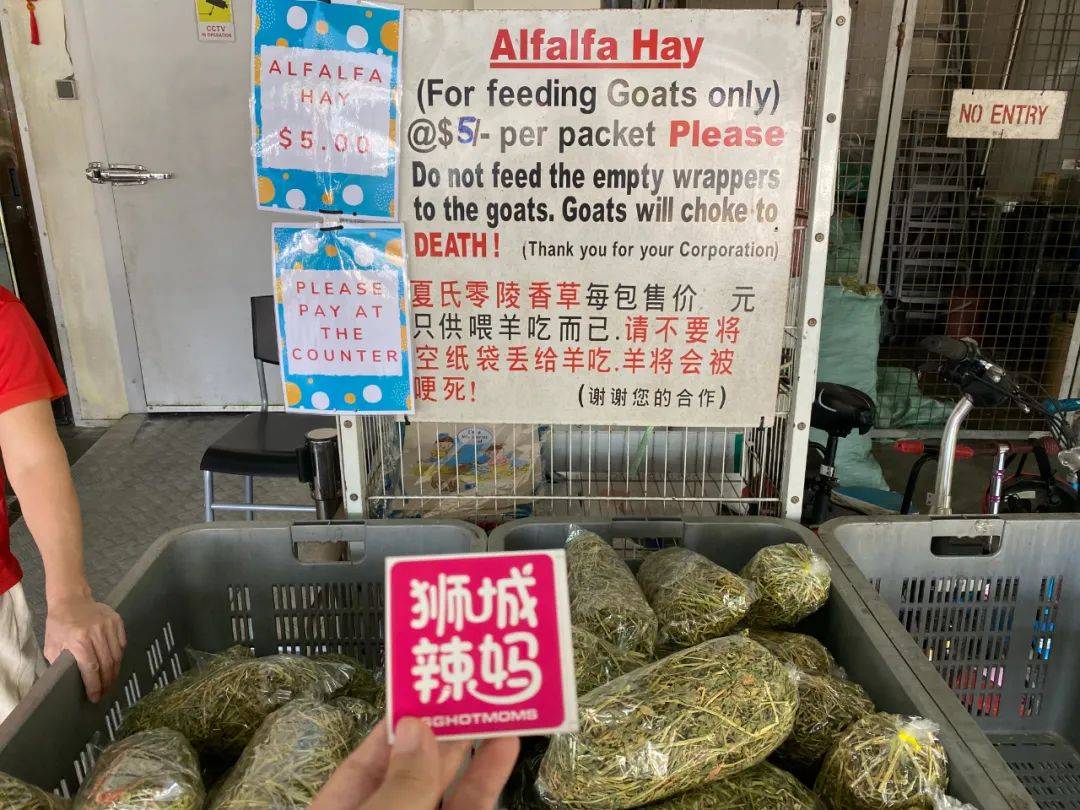 CCTV
IN OPERATION
ALFALFA
HAY
$5.00
PLEASE
PAY AT
THE
COUNTER
Alfalfa Hay
(For feeding Goats only)
@$5/- per packet Please
Do not feed the empty wrappers
to the goats. Goats will choke to
DEATH! (Thank you for your Corporation)
夏氏零陵香草每包售价 元
只供喂羊吃而已.请不要将
空纸袋丢给羊吃.羊将会被
哽死! (谢谢您的合作)
NO ENTRY
狮城
辣妈
SGHOTMOMS